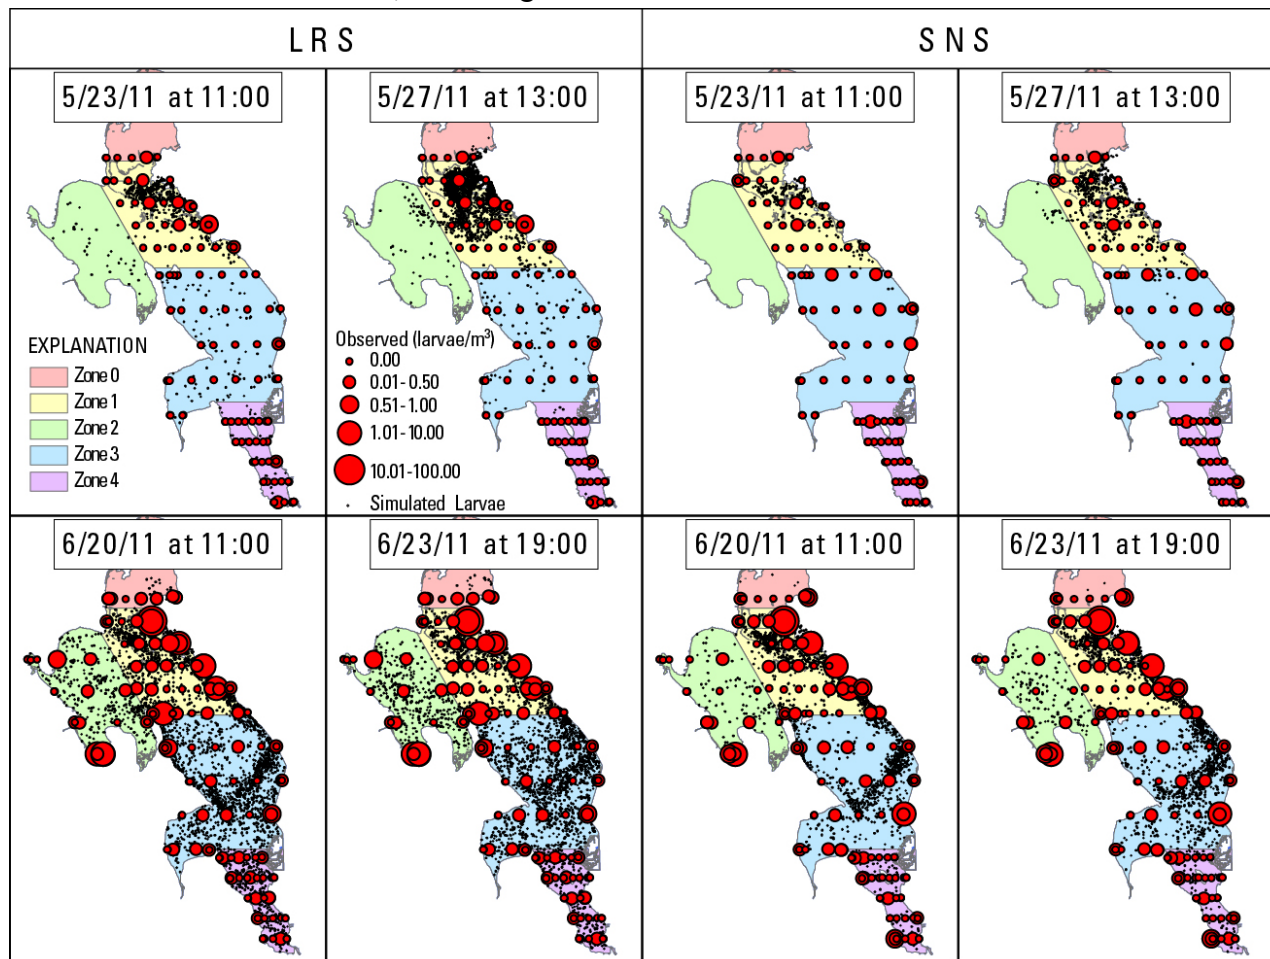 LRS
SNS
5/23/11 at 11:00
5/27/11 at 13:00
5/23/11 at 11:00
5/27/11 at 13:00
EXPLANATION
Zone 0
Zone 1
Zone 2
Zone 3
Zone 4
Observed (larvae/m³)
0.00
0.01- 0.50
0.51-1.00
1.01-10.00
10.01-100.00
Simulated Larvae
6/20/11 at 11:00
6/23/11 at 19:00
6/20/11 at 11:00
6/23/11 at 19:00